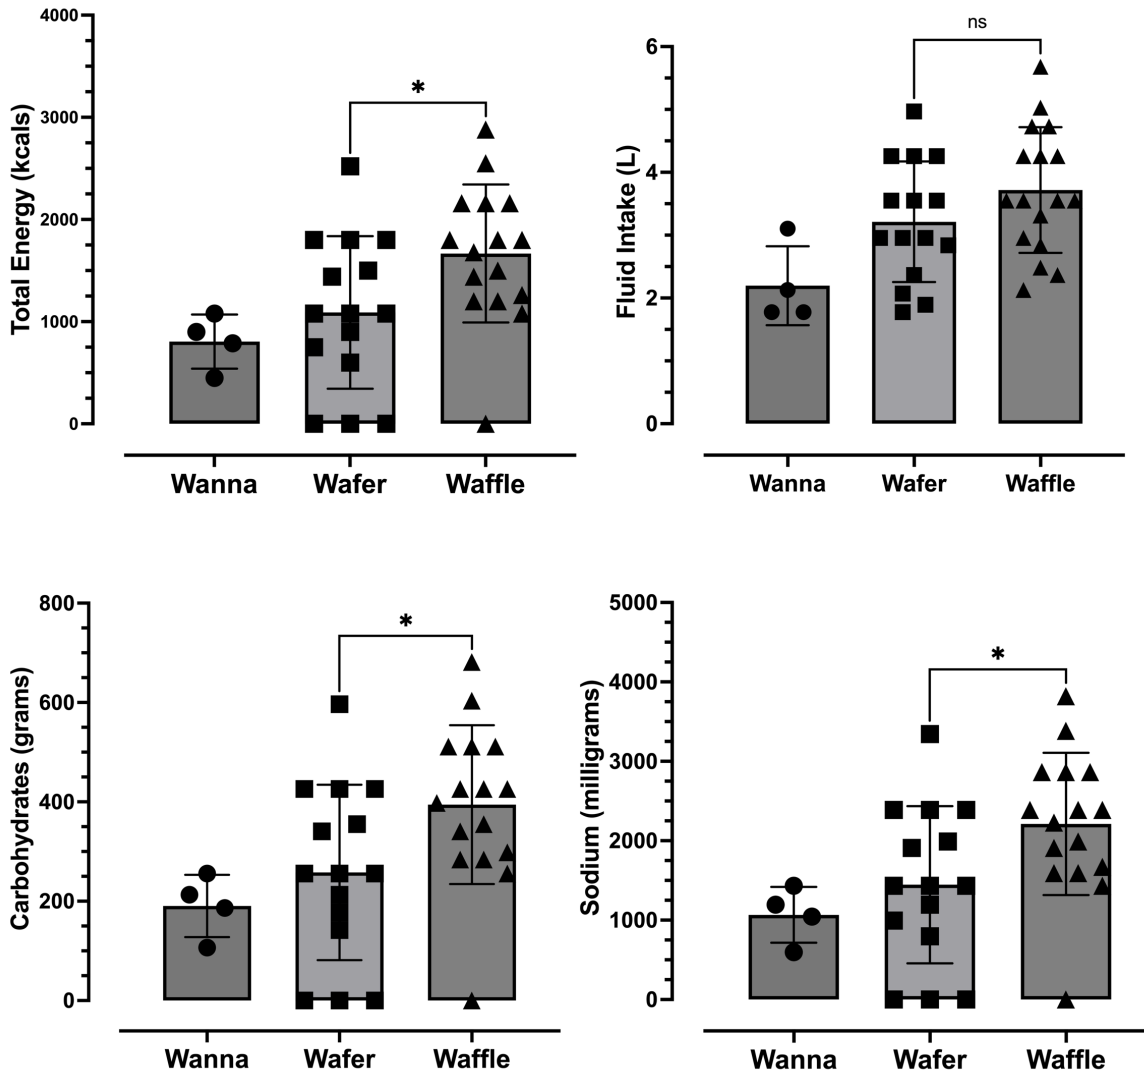 Total Energy (kcals)
4000
3000
2000
1000
0
*
Wanna Wafer Waffle
Fluid Intake (L)
6
4
2
0
ns
Wanna Wafer Waffle
Carbohydrates (grams)
800
600
400
200
0
*
Wanna Wafer Waffle
Sodium (milligrams)
5000
4000
3000
2000
1000
0
*
Wanna Wafer Waffle